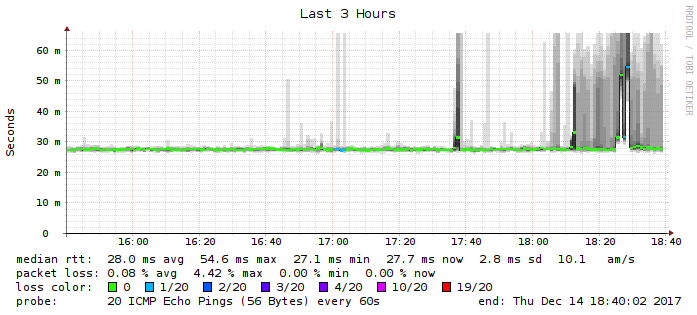 Last 3 Hours
RRDTOOL / TOBI OETIKER
Seconds
60 m
50 m
40 m
30 m
20 m
10 m
0
16:00 16:20 16:40 17:00 17:20 17:40 18:00 18:20 18:40
median rtt: 28.0 ms avg 54.6 ms max 27.1 ms min 27.7 ms now 2.8 ms sd 10.1 am/s
packet loss: 0.08 % avg 4.42 % max 0.00 % min 0.00 % now
loss color: 0 1/20 2/20 3/20 4/20 10/20 19/20
probe: 20 ICMP Echo Pings (56 Bytes) every 60s end: Thu Dec 14 18:40:02 2017